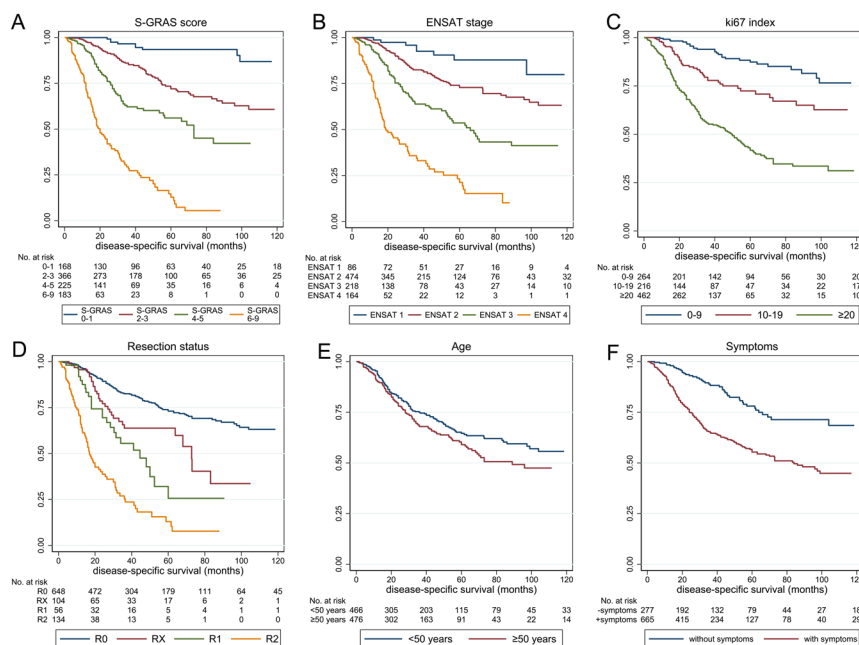 A
S-GRAS score
1.00
0.75
0.50
0.25
0.00
0 20 40 60 80 100 120
disease-specific survival (months)
No. at risk
0-1 168 130 96 63 40 25 18
2-3 366 273 178 100 65 36 25
4-5 225 141 69 35 16 6 4
6-9 183 63 23 8 1 0 0
S-GRAS 0-1 S-GRAS 2-3 S-GRAS 4-5 S-GRAS 6-9
B
ENSAT stage
1.00
0.75
0.50
0.25
0.00
0 20 40 60 80 100 120
disease-specific survival (months)
No. at risk
ENSAT 1 86 72 51 27 16 9 4
ENSAT 2 474 345 215 124 76 43 32
ENSAT 3 218 138 78 43 27 14 10
ENSAT 4 164 52 22 12 3 1 1
ENSAT 1 ENSAT 2 ENSAT 3 ENSAT 4
C
ki67 index
1.00
0.75
0.50
0.25
0.00
0 20 40 60 80 100 120
disease-specific survival (months)
No. at risk
0-9 264 201 142 94 56 30 20
10-19 216 144 87 47 34 22 17
≥20 462 262 137 65 32 15 10
0-9 10-19 ≥20
D
Resection status
1.00
0.75
0.50
0.25
0.00
0 20 40 60 80 100 120
disease-specific survival (months)
No. at risk
R0 648 472 304 179 111 64 45
RX 104 65 33 17 6 2 1
R1 56 32 16 5 4 1 1
R2 134 38 13 5 1 0 0
R0 RX R1 R2
E
Age
1.00
0.75
0.50
0.25
0.00
0 20 40 60 80 100 120
disease-specific survival (months)
No. at risk
<50 years 466 305 203 115 79 45 33
≥50 years 476 302 163 91 43 22 14
<50 years ≥50 years
F
Symptoms
1.00
0.75
0.50
0.25
0.00
0 20 40 60 80 100 120
disease-specific survival (months)
No. at risk
-symptoms 277 192 132 79 44 27 18
+symptoms 665 415 234 127 78 40 29
without symptoms with symptoms